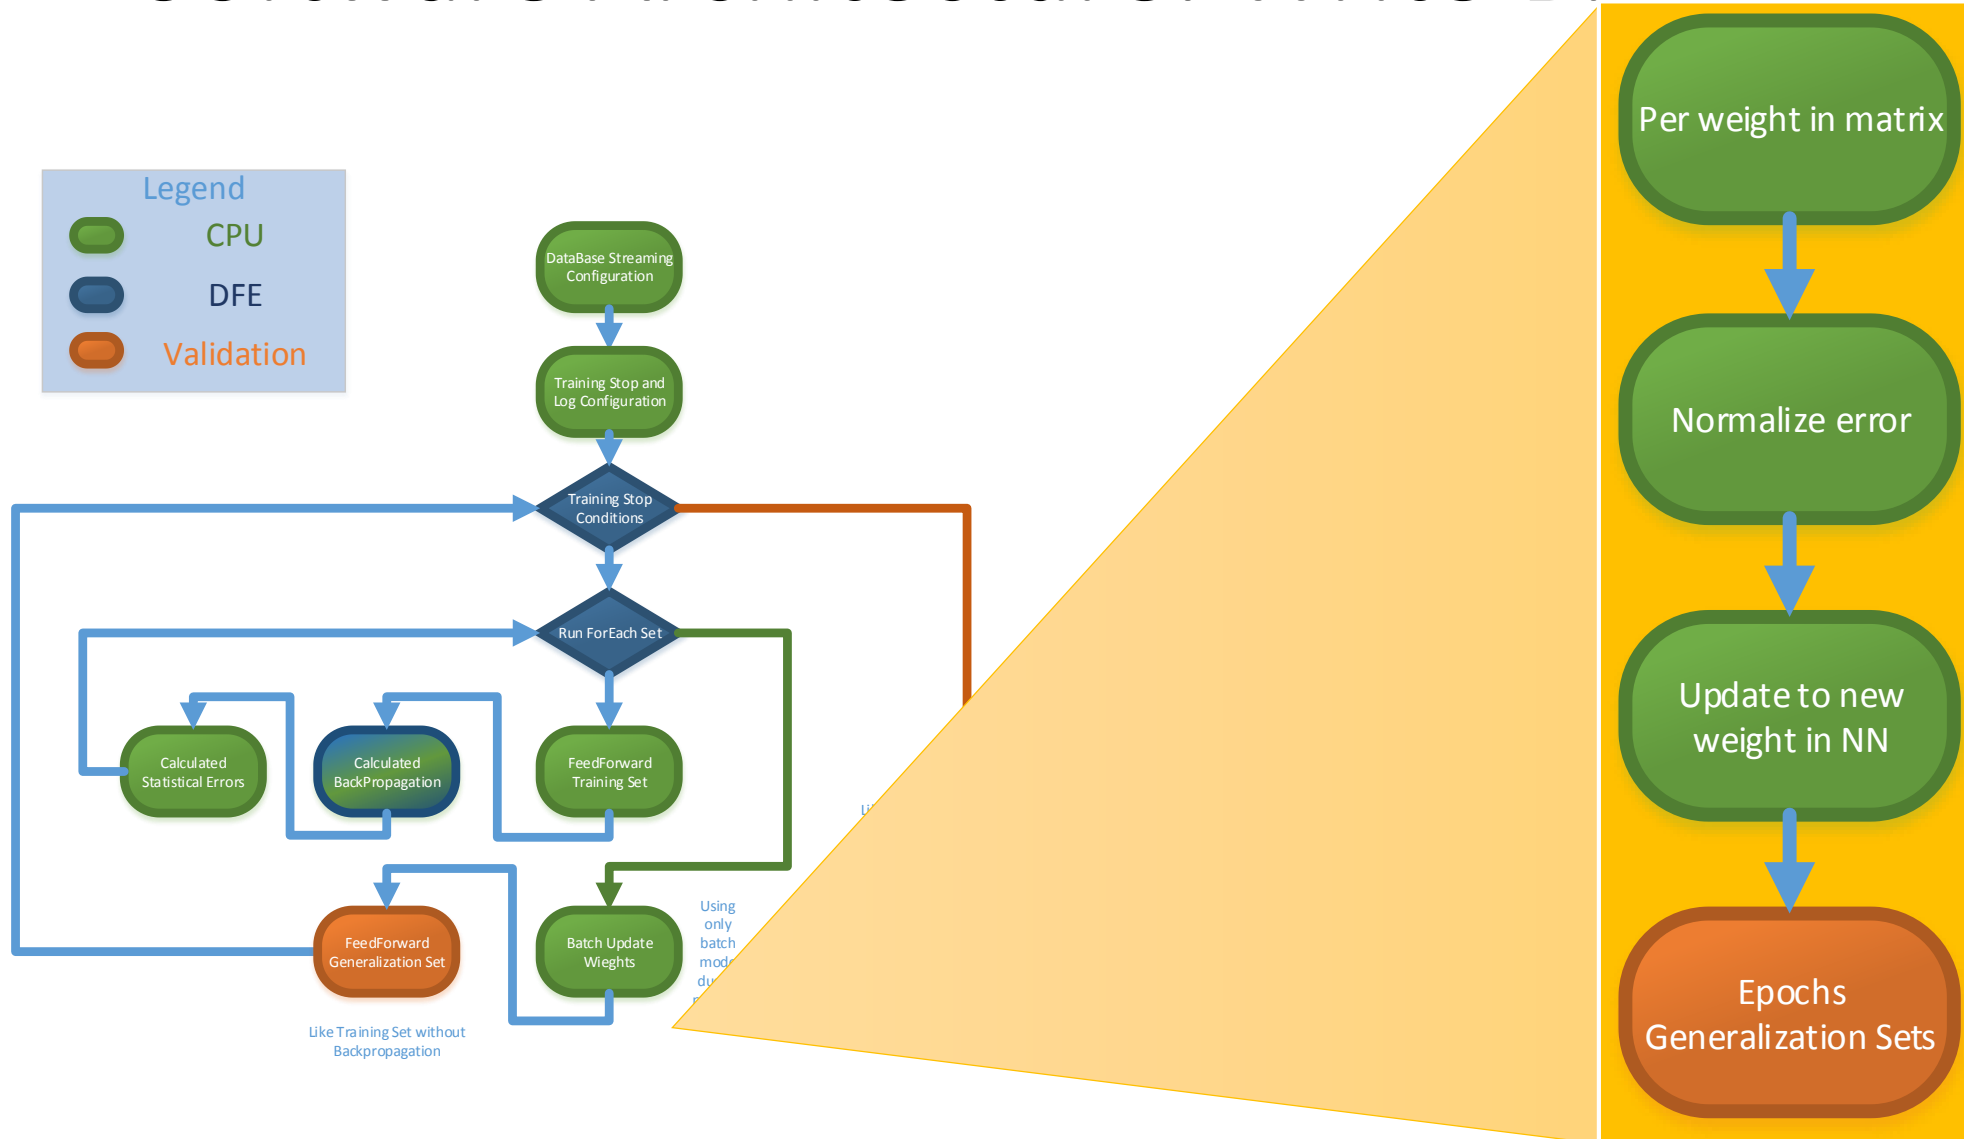 Legend
CPU
DFE
Validation
DataBase Streaming
Configuration
Training Stop and
Log Configuration
Training Stop
Conditions
Run ForEach Set
Calculated
Statistical Errors
Calculated
BackPropagation
FeedForward
Training Set
FeedForward
Generalization Set
Batch Update
Wieghts
Using
only
batch
Like Training Set without
Backpropagation
Per weight in matrix
Normalize error
Update to new
weight in NN
Epochs
Generalization Sets